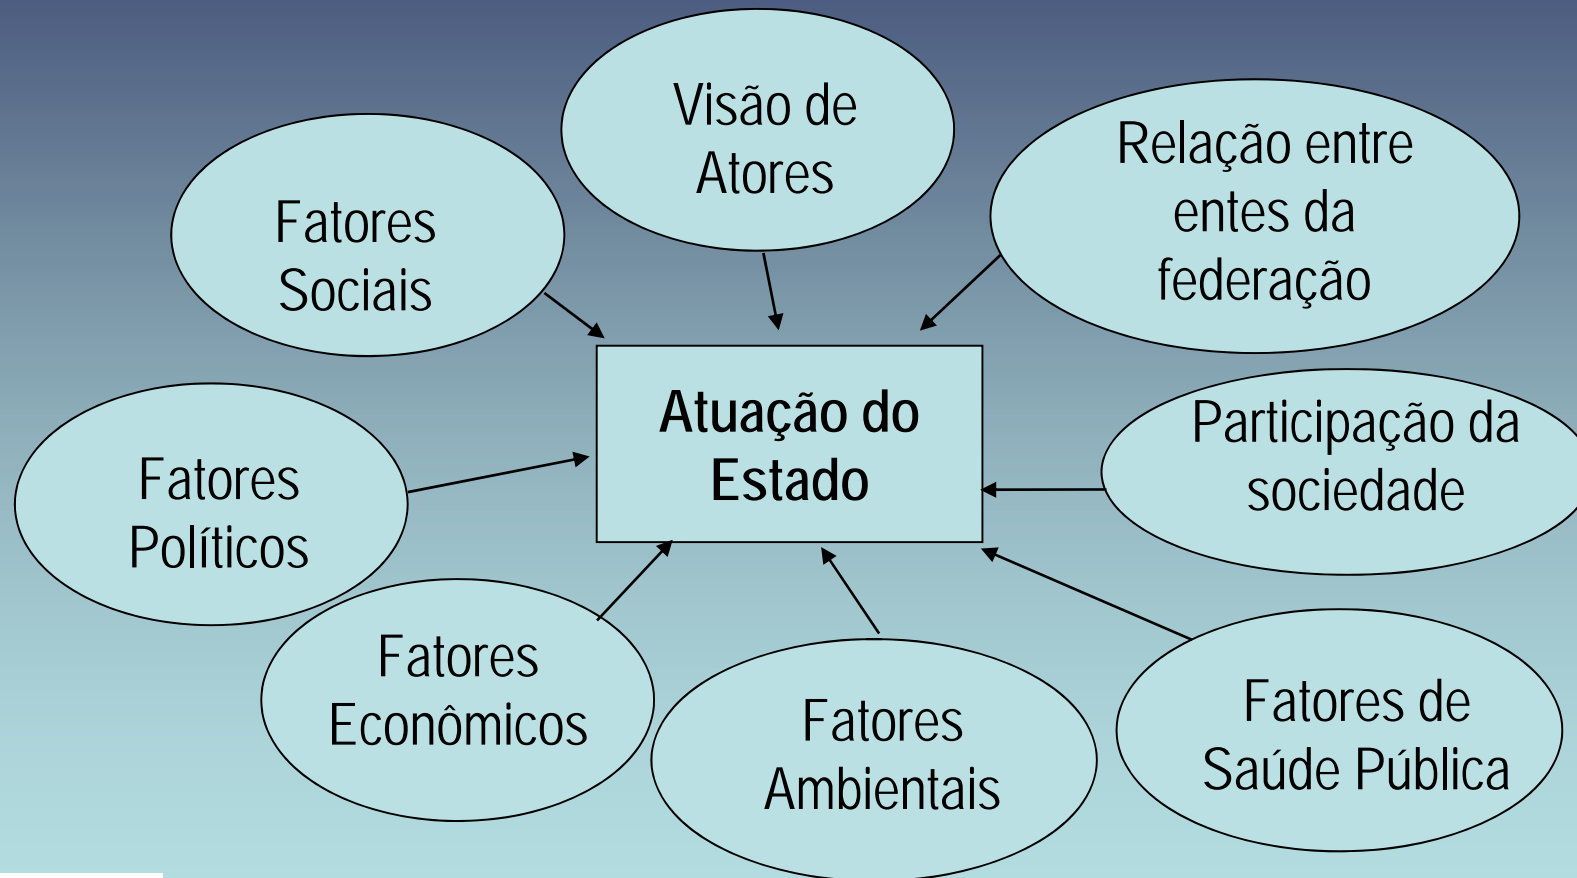 Visão de
Atores
Relação entre
entes da
federação
Fatores
Sociais
Atuação do
Estado
Participação da
sociedade
Fatores
Políticos
Fatores
Econômicos
Fatores
Ambientais
Fatores de
Saúde Pública